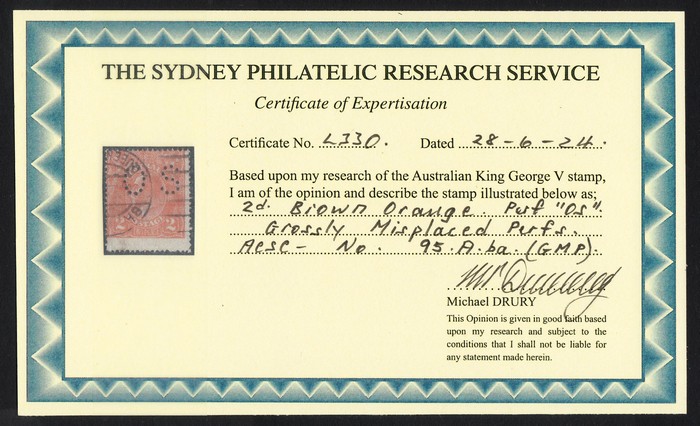 THE SYDNEY PHILATELIC RESEARCH SERVICE
Certificate of Expertisation
Certificate No. L330. Dated 28-6-24.
Based upon my research of the Australian King George V stamp,
I am of the opinion and describe the stamp illustrated below as;
2d. Brown Orange. Perf "OS".
Grossly Misplaced Perfs.
ACSC- No. 95.A.ba.(GMP).
Michael DRURY
This Opinion is given in good faith based
upon my research and subject to the
conditions that I shall not be liable for
any statement made herein.
OS
2 2